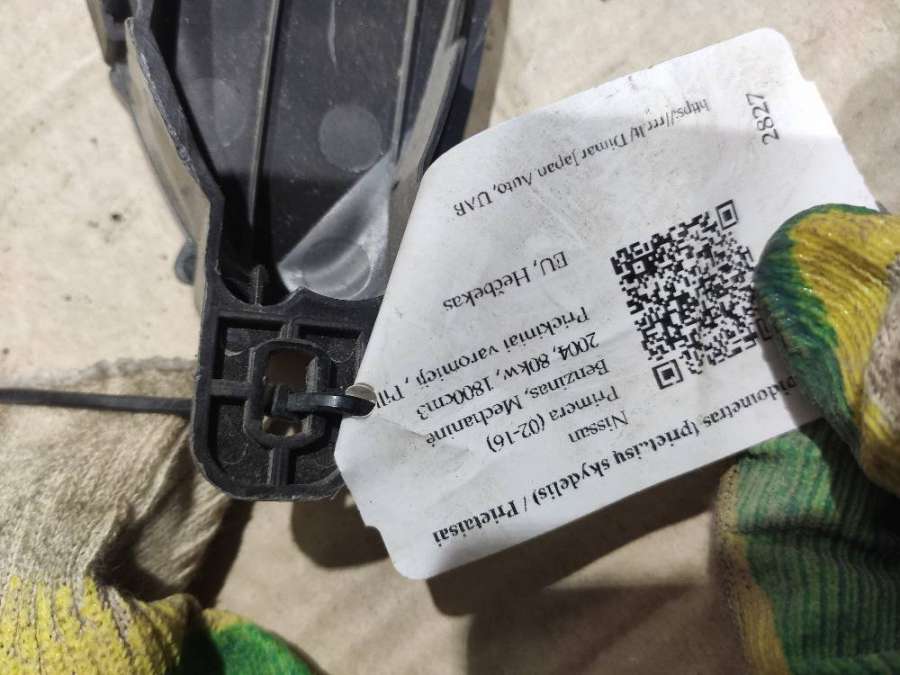 2827
https://rrr.lt/ Dimar Japan Auto, UAB
(prietaisų skydelis) / Prietaisai
Nissan
Primera (02-16)
Benzinas, Mechaninė
2004, 80kw, 1800cm3
Priekiniai varomieji,
EU, Hečbekas